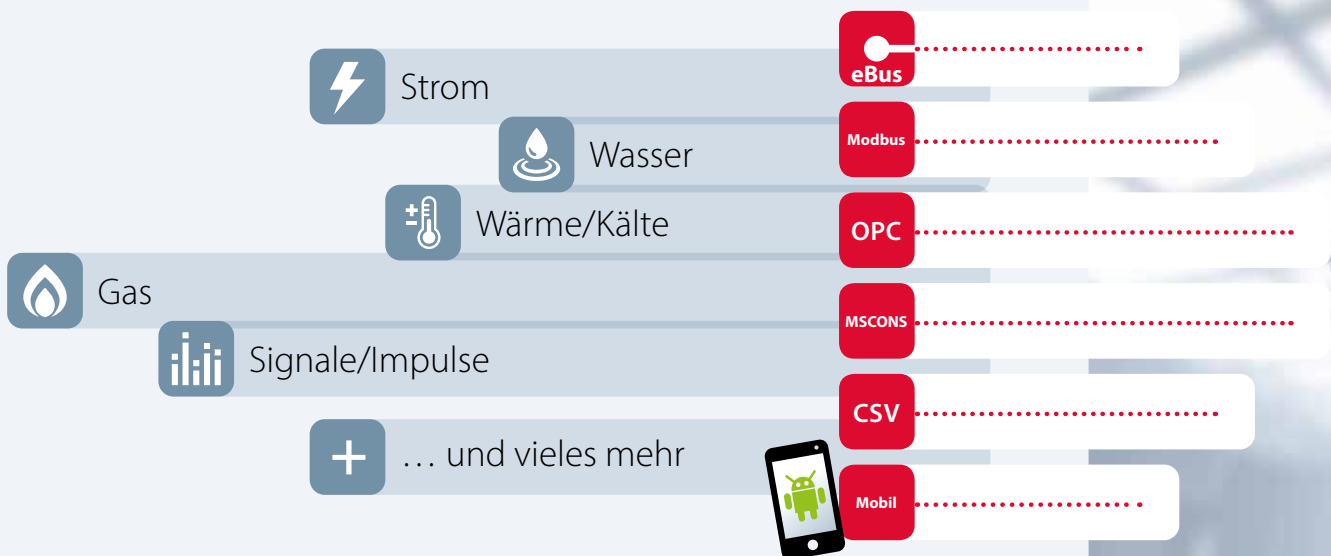 Strom
Wasser
Wärme/Kälte
Gas
Signale/Impulse
… und vieles mehr
eBus
Modbus
OPC
MSCONS
CSV
Mobil